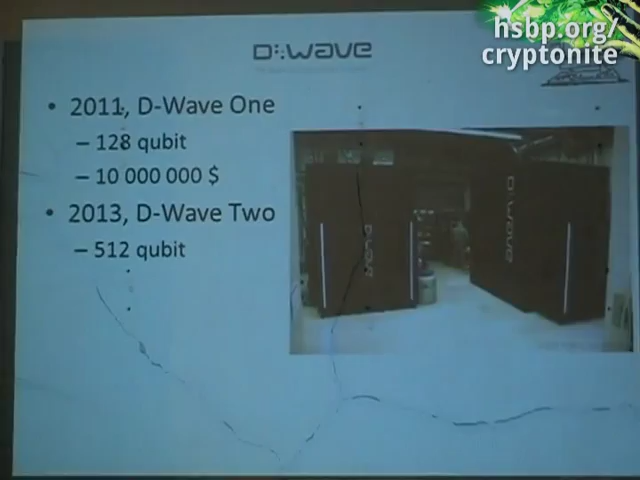 hsbp.org/
cryptonite
D:wave
• 2011, D-Wave One
– 128 qubit
– 10 000 000 $
• 2013, D-Wave Two
– 512 qubit
D:wave
D:wave